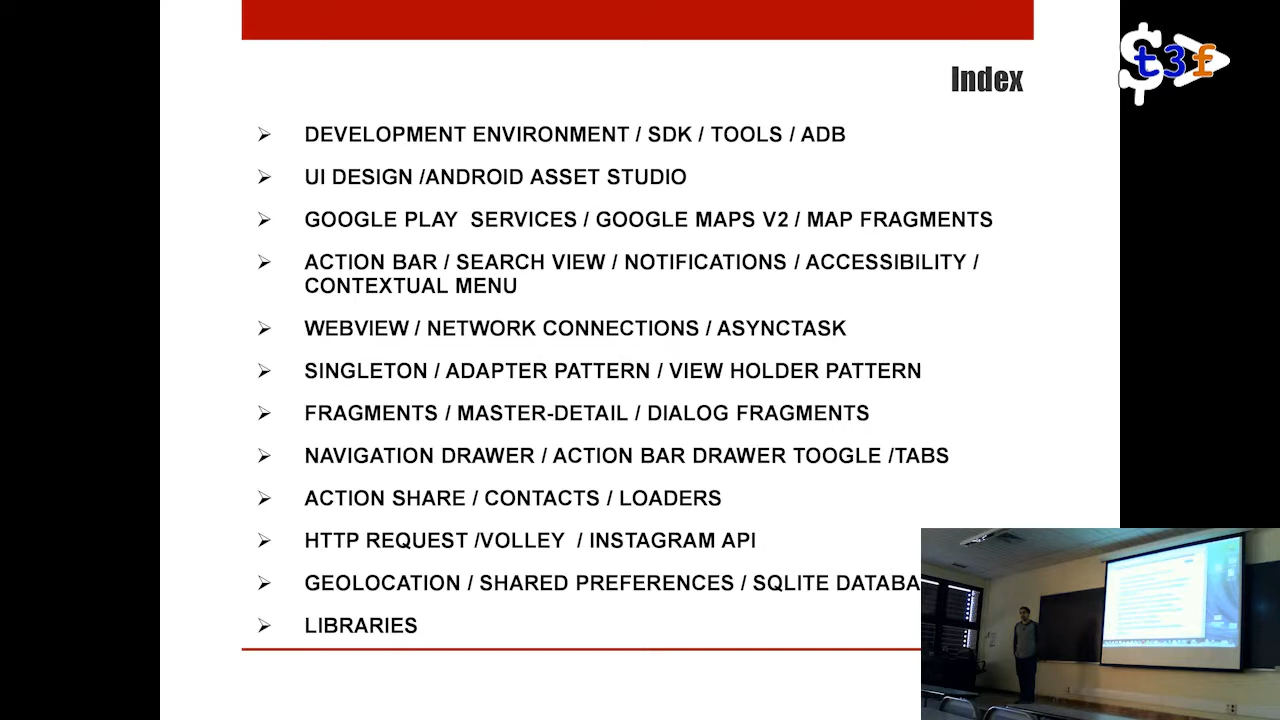 Index
DEVELOPMENT ENVIRONMENT / SDK / TOOLS / ADB
UI DESIGN /ANDROID ASSET STUDIO
GOOGLE PLAY SERVICES / GOOGLE MAPS V2 / MAP FRAGMENTS
ACTION BAR / SEARCH VIEW / NOTIFICATIONS / ACCESSIBILITY /
CONTEXTUAL MENU
WEBVIEW / NETWORK CONNECTIONS / ASYNCTASK
SINGLETON / ADAPTER PATTERN / VIEW HOLDER PATTERN
FRAGMENTS / MASTER-DETAIL / DIALOG FRAGMENTS
NAVIGATION DRAWER / ACTION BAR DRAWER TOOGLE /TABS
ACTION SHARE / CONTACTS / LOADERS
HTTP REQUEST /VOLLEY / INSTAGRAM API
GEOLOCATION / SHARED PREFERENCES / SQLITE DATABA
LIBRARIES
$ t3f